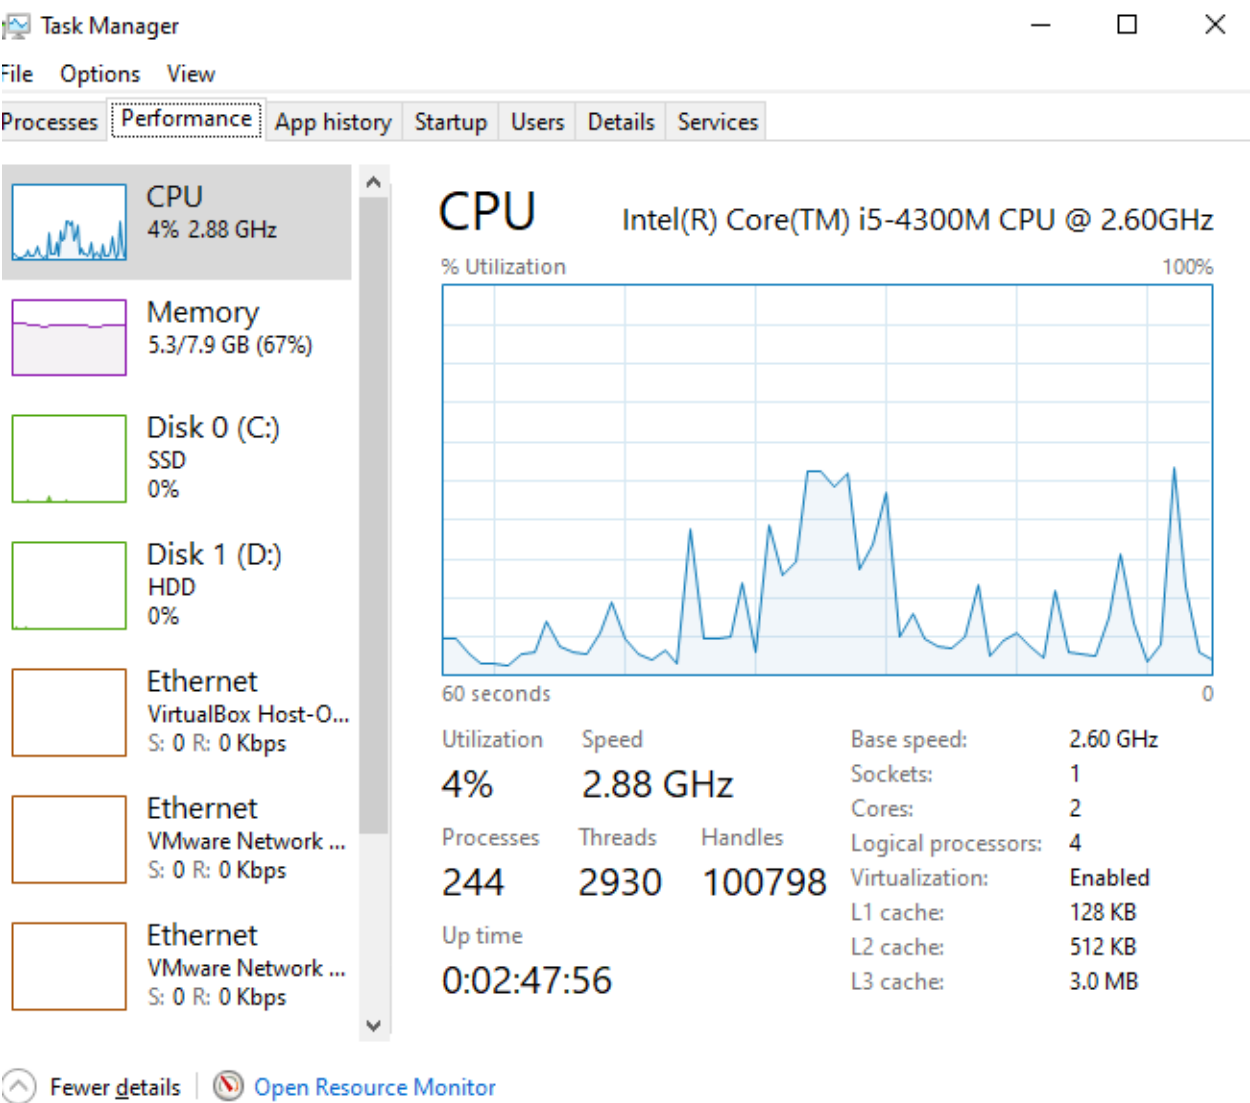 Task Manager
File Options View
Processes Performance App history Startup Users Details Services
CPU
4% 2.88 GHz
Memory
5.3/7.9 GB (67%)
Disk 0 (C:)
SSD
0%
Disk 1 (D:)
HDD
0%
Ethernet
VirtualBox Host-O...
S: 0 R: 0 Kbps
Ethernet
VMware Network ...
S: 0 R: 0 Kbps
Ethernet
VMware Network ...
S: 0 R: 0 Kbps
CPU Intel(R) Core(TM) i5-4300M CPU @ 2.60GHz
% Utilization 100%
60 seconds 0
Utilization Speed
4% 2.88 GHz
Processes Threads Handles
244 2930 100798
Up time
0:02:47:56
Base speed: 2.60 GHz
Sockets: 1
Cores: 2
Logical processors: 4
Virtualization: Enabled
L1 cache: 128 KB
L2 cache: 512 KB
L3 cache: 3.0 MB
Fewer details Open Resource Monitor